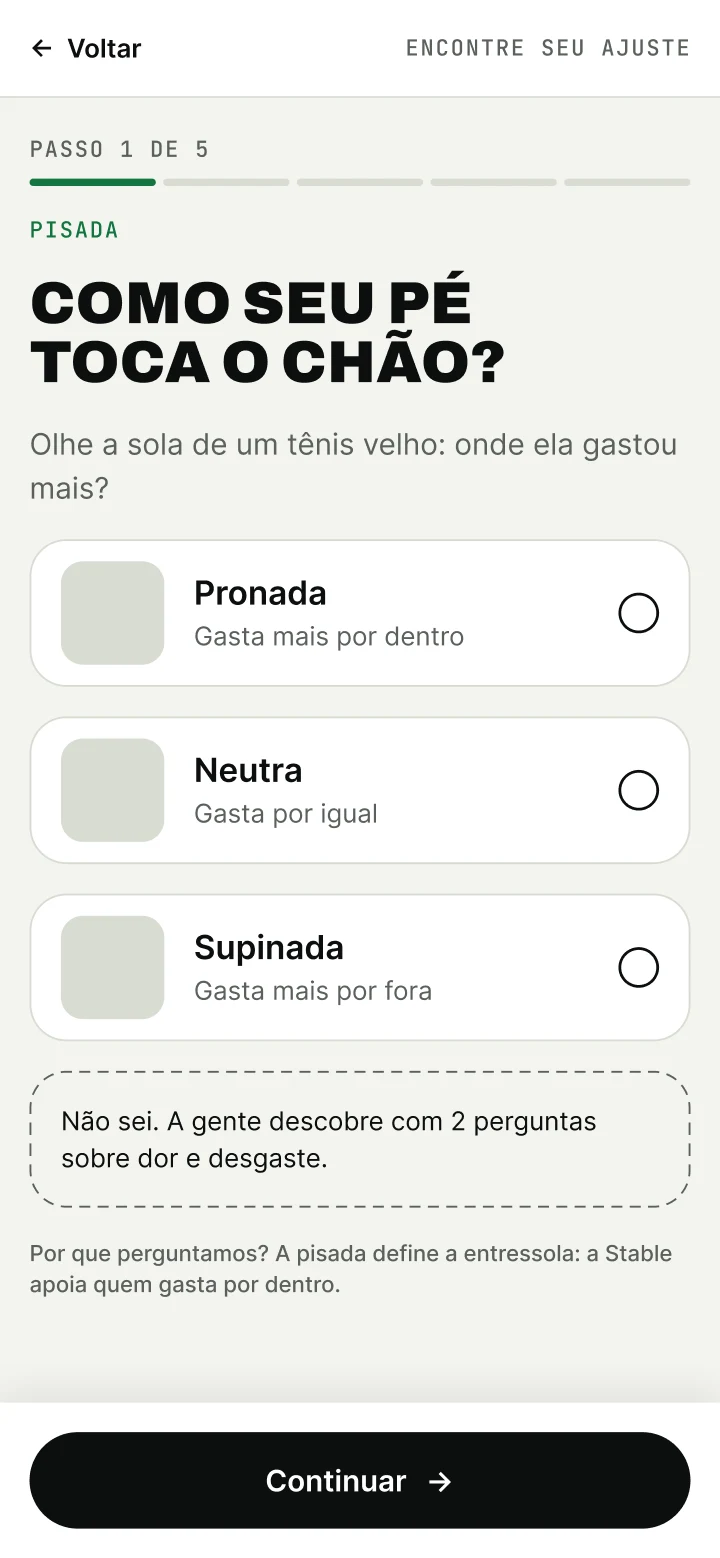 ← Voltar
ENCONTRE SEU AJUSTE
PASSO 1 DE 5
PISADA
COMO SEU PÉ
TOCA O CHÃO?
Olhe a sola de um tênis velho: onde ela gastou
mais?
Pronada
Gasta mais por dentro
Neutra
Gasta por igual
Supinada
Gasta mais por fora
Não sei. A gente descobre com 2 perguntas
sobre dor e desgaste.
Por que perguntamos? A pisada define a entressola: a Stable
apoia quem gasta por dentro.
Continuar →